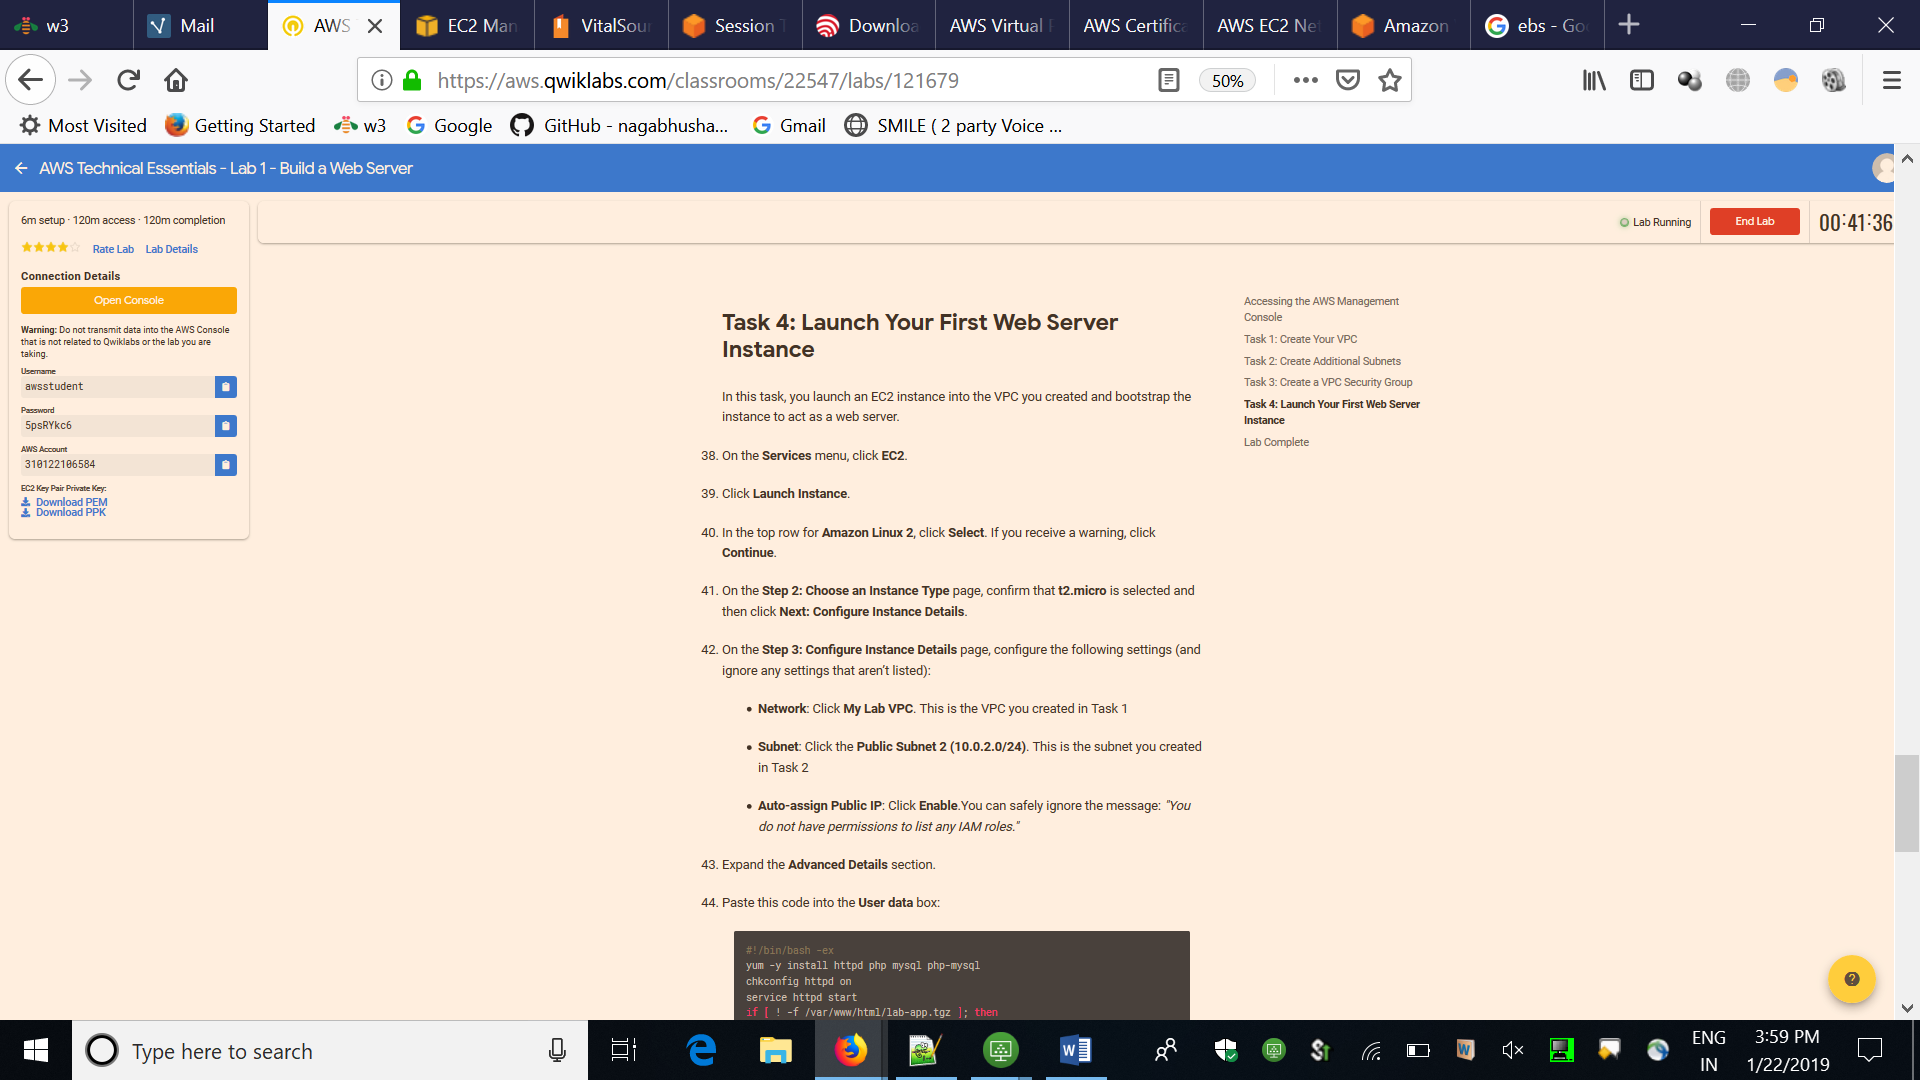 w3
Mail
AWS
EC2 Man
VitalSour
Session T
Downloa
AWS Virtual P
AWS Certifica
AWS EC2 Net
Amazon
ebs - Go
https://aws.qwiklabs.com/classrooms/22547/labs/121679
50%
Most Visited
Getting Started
w3
Google
GitHub - nagabhusha...
Gmail
SMILE ( 2 party Voice ...
AWS Technical Essentials - Lab 1 - Build a Web Server
6m setup · 120m access · 120m completion
Rate Lab
Lab Details
Connection Details
Open Console
Warning: Do not transmit data into the AWS Console
that is not related to Qwiklabs or the lab you are
taking.
Username
awsstudent
Password
5psRYkc6
AWS Account
310122106584
EC2 Key Pair Private Key:
Download PEM
Download PPK
Lab Running
End Lab
00:41:36
Task 4: Launch Your First Web Server
Instance
In this task, you launch an EC2 instance into the VPC you created and bootstrap the
instance to act as a web server.
38. On the Services menu, click EC2.
39. Click Launch Instance.
40. In the top row for Amazon Linux 2, click Select. If you receive a warning, click
Continue.
41. On the Step 2: Choose an Instance Type page, confirm that t2.micro is selected and
then click Next: Configure Instance Details.
42. On the Step 3: Configure Instance Details page, configure the following settings (and
ignore any settings that aren't listed):
• Network: Click My Lab VPC. This is the VPC you created in Task 1
• Subnet: Click the Public Subnet 2 (10.0.2.0/24). This is the subnet you created
in Task 2
• Auto-assign Public IP: Click Enable.You can safely ignore the message: "You
do not have permissions to list any IAM roles."
43. Expand the Advanced Details section.
44. Paste this code into the User data box:
#!/bin/bash -ex
yum -y install httpd php mysql php-mysql
chkconfig httpd on
service httpd start
if [ ! -f /var/www/html/lab-app.tgz ]; then
Accessing the AWS Management
Console
Task 1: Create Your VPC
Task 2: Create Additional Subnets
Task 3: Create a VPC Security Group
Task 4: Launch Your First Web Server
Instance
Lab Complete
Type here to search
ENG
IN
3:59 PM
1/22/2019